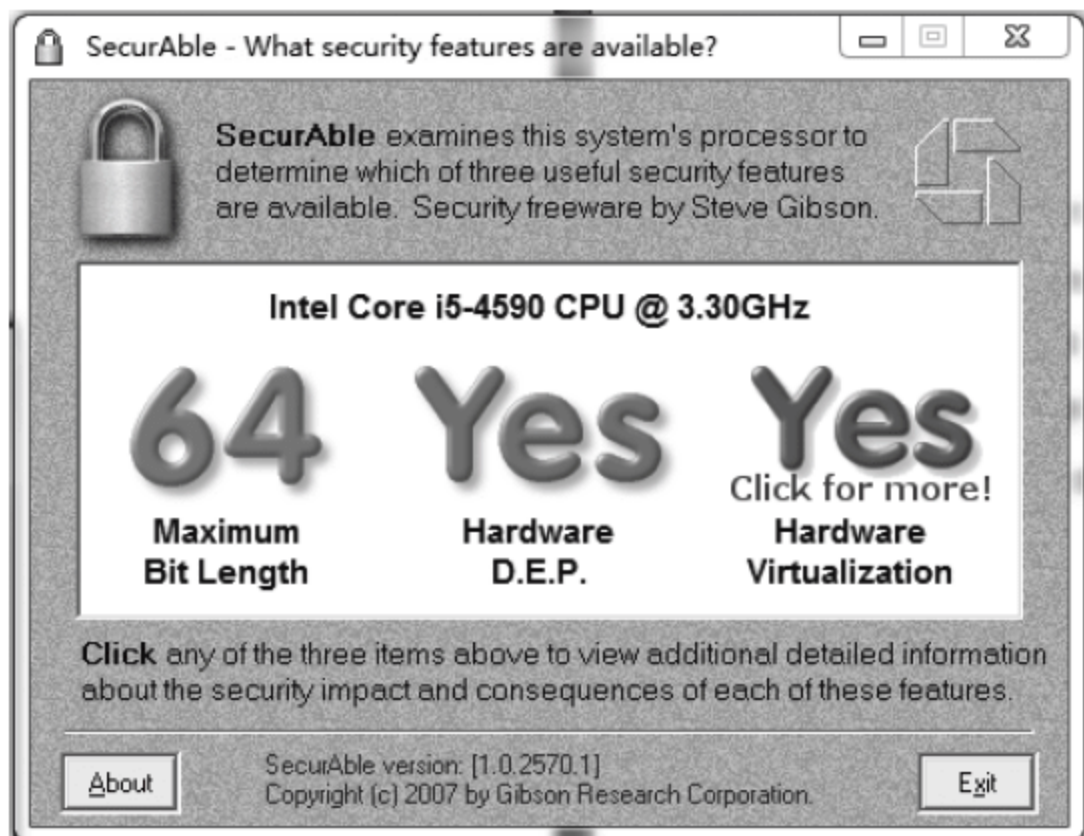 SecurAble - What security features are available?
SecurAble examines this system's processor to
determine which of three useful security features
are available.  Security freeware by Steve Gibson.
Intel Core i5-4590 CPU @ 3.30GHz
64 Yes Yes
Click for more!
Maximum Hardware Hardware
Bit Length D.E.P. Virtualization
Click any of the three items above to view additional detailed information
about the security impact and consequences of each of these features.
About
SecurAble version: [1.0.2570.1]
Copyright (c) 2007 by Gibson Research Corporation.
Exit